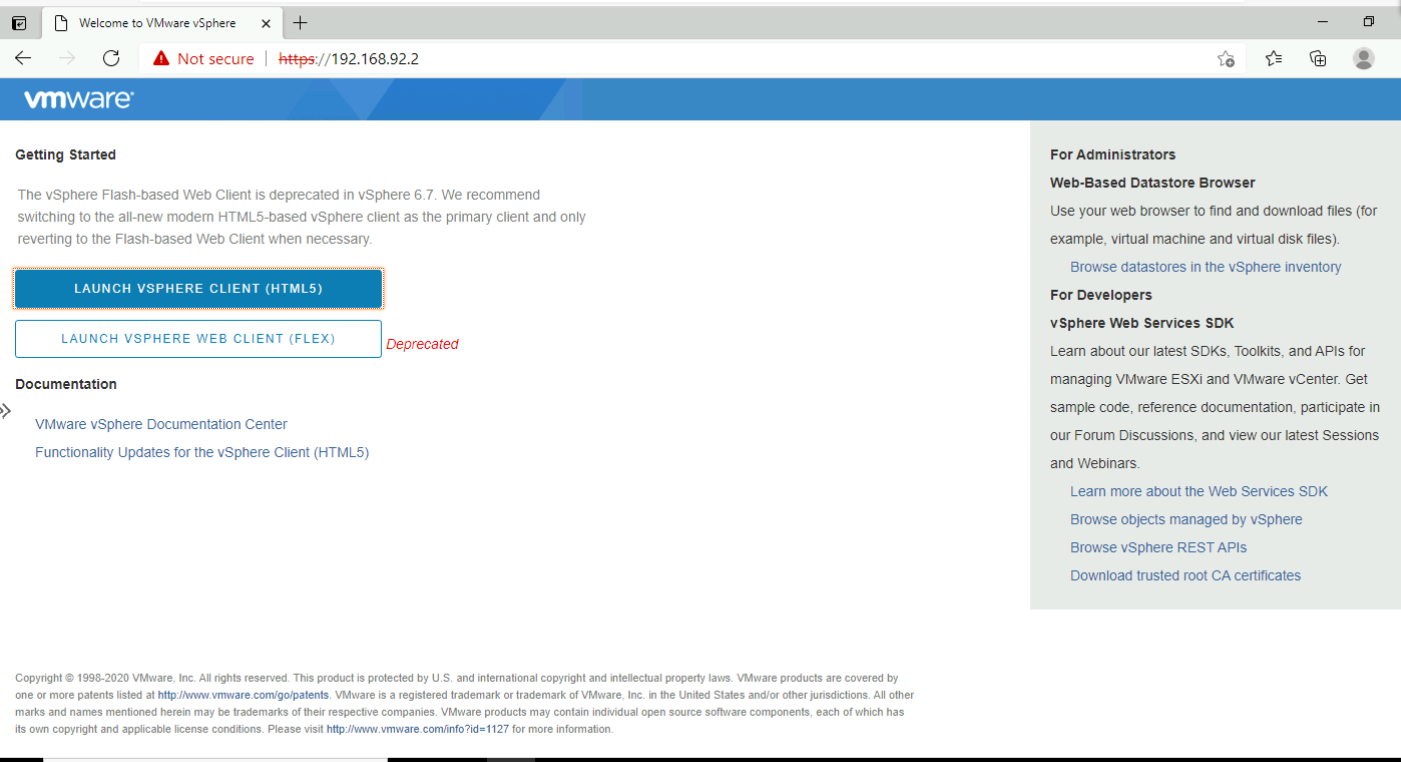 Welcome to VMware vSphere
Not secure | https://192.168.92.2
vmware®
Getting Started
The vSphere Flash-based Web Client is deprecated in vSphere 6.7. We recommend
switching to the all-new modern HTML5-based vSphere client as the primary client and only
reverting to the Flash-based Web Client when necessary.
LAUNCH VSPHERE CLIENT (HTML5)
LAUNCH VSPHERE WEB CLIENT (FLEX)
Deprecated
Documentation
VMware vSphere Documentation Center
Functionality Updates for the vSphere Client (HTML5)
For Administrators
Web-Based Datastore Browser
Use your web browser to find and download files (for
example, virtual machine and virtual disk files).
Browse datastores in the vSphere inventory
For Developers
vSphere Web Services SDK
Learn about our latest SDKs, Toolkits, and APIs for
managing VMware ESXi and VMware vCenter. Get
sample code, reference documentation, participate in
our Forum Discussions, and view our latest Sessions
and Webinars.
Learn more about the Web Services SDK
Browse objects managed by vSphere
Browse vSphere REST APIs
Download trusted root CA certificates
Copyright © 1998-2020 VMware, Inc. All rights reserved. This product is protected by U.S. and international copyright and intellectual property laws. VMware products are covered by
one or more patents listed at http://www.vmware.com/go/patents. VMware is a registered trademark or trademark of VMware, Inc. in the United States and/or other jurisdictions. All other
marks and names mentioned herein may be trademarks of their respective companies. VMware products may contain individual open source software components, each of which has
its own copyright and applicable license conditions. Please visit http://www.vmware.com/info?id=1127 for more information.